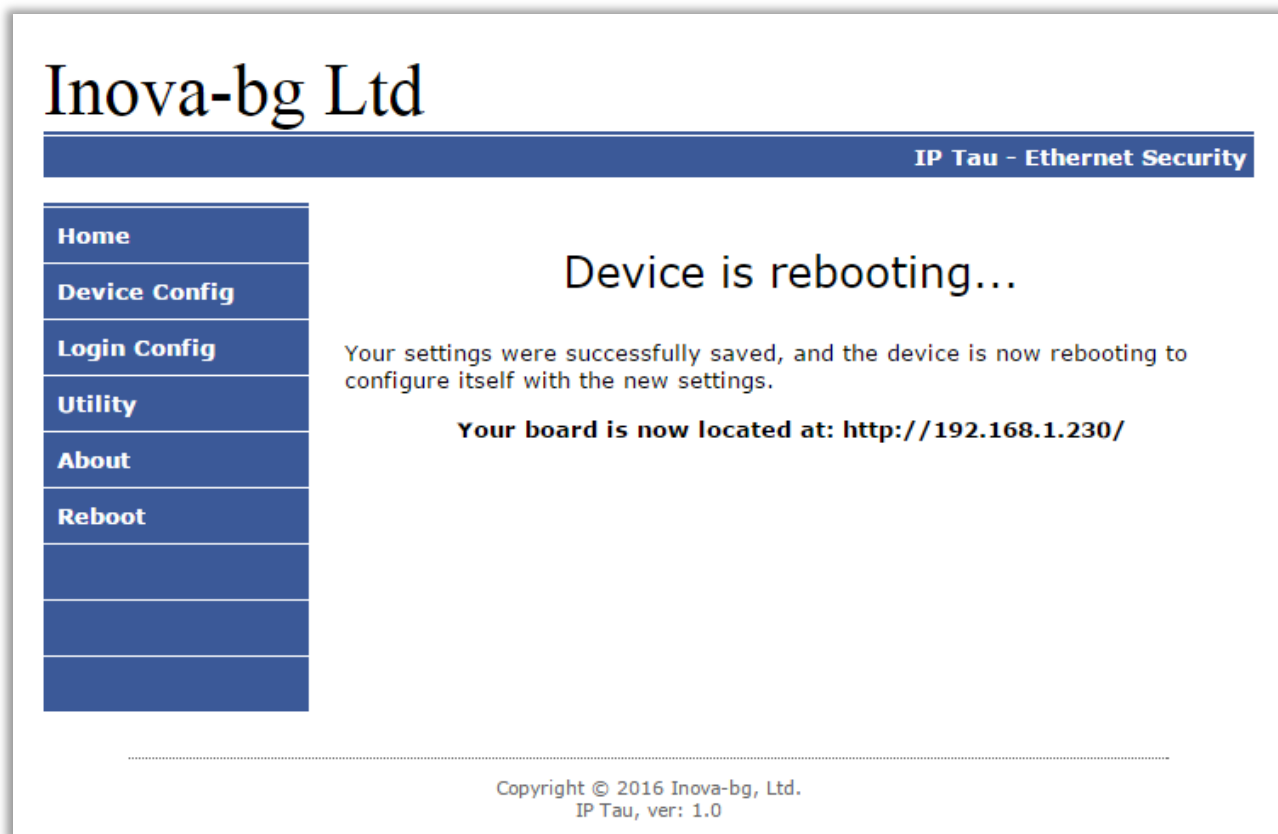 Inova-bg Ltd
IP Tau - Ethernet Security
Home
Device Config
Login Config
Utility
About
Reboot
Device is rebooting...
Your settings were successfully saved, and the device is now rebooting to
configure itself with the new settings.
Your board is now located at: http://192.168.1.230/
Copyright © 2016 Inova-bg, Ltd.
IP Tau, ver: 1.0